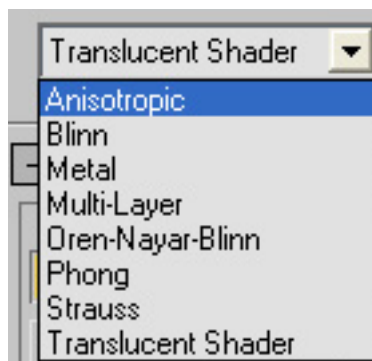 Translucent Shader
Anisotropic
Blinn
Metal
Multi-Layer
Oren-Nayar-Blinn
Phong
Strauss
Translucent Shader